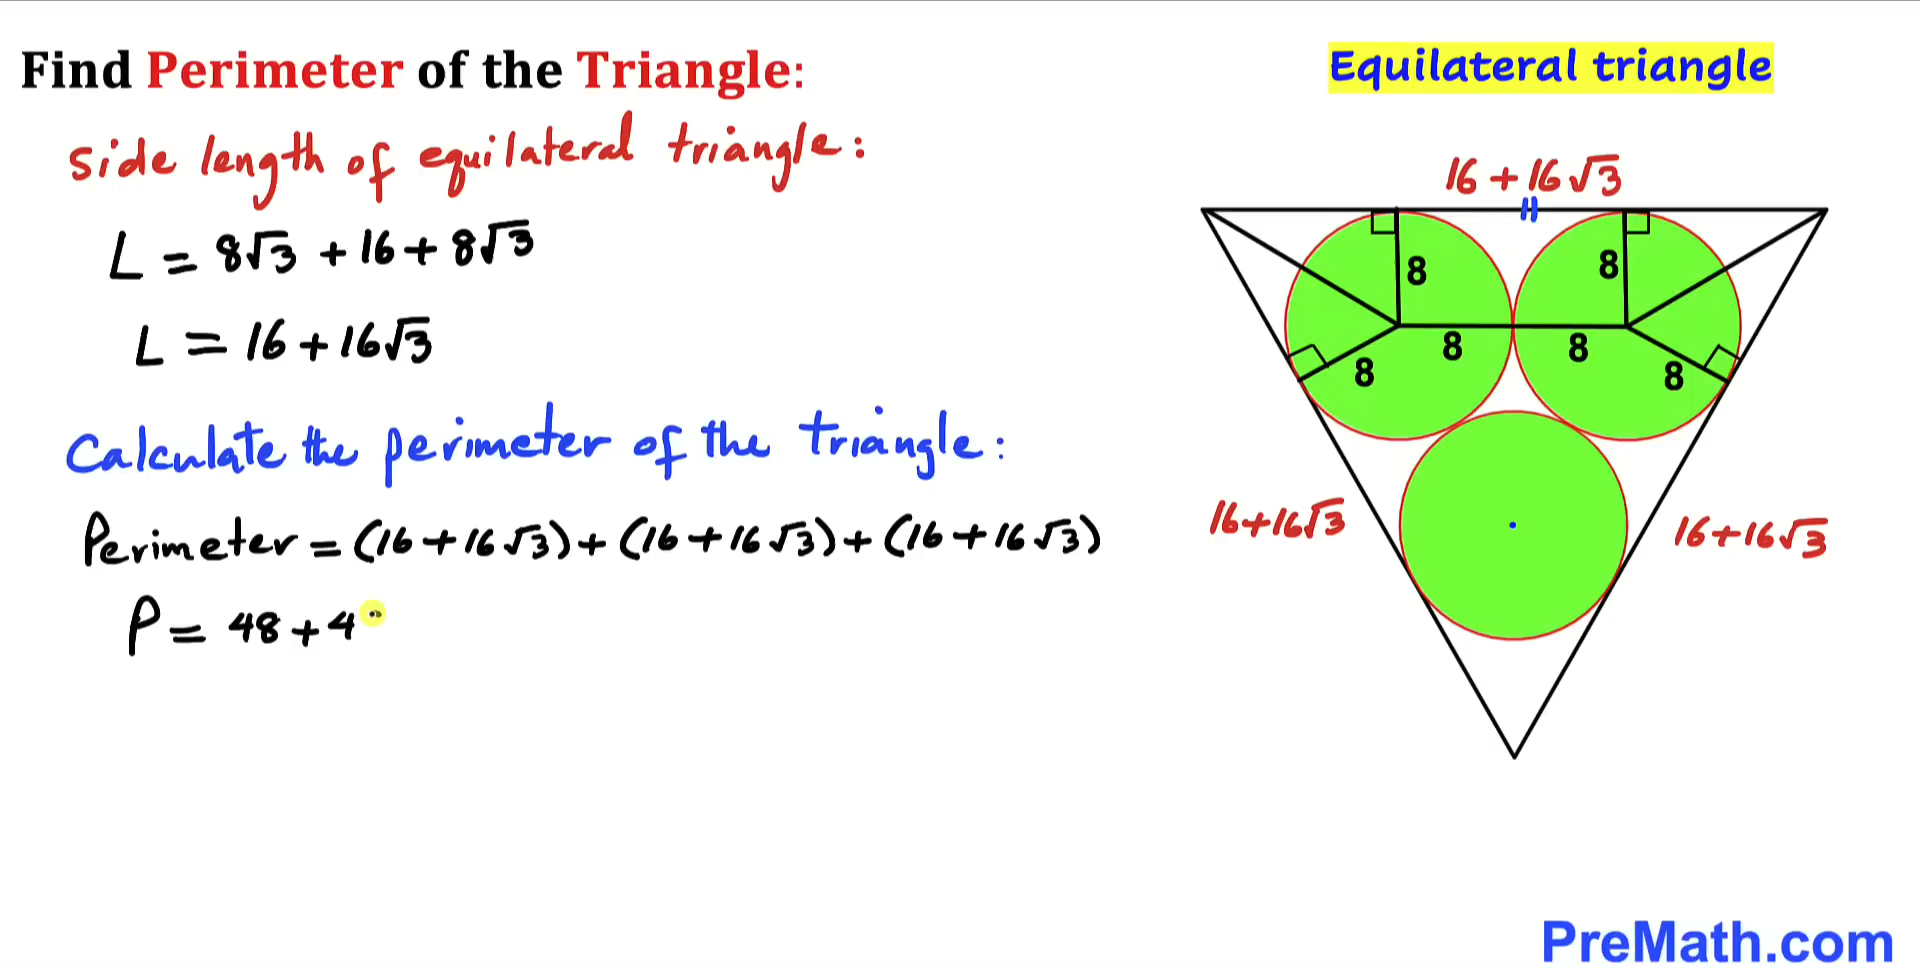 Find Perimeter of the Triangle:
Equilateral triangle
side length of equilateral triangle:
L = 8√3 + 16 + 8√3
L = 16 + 16√3
Calculate the perimeter of the triangle:
Perimeter = (16 + 16√3) + (16 + 16√3) + (16 + 16√3)
P = 48 + 4
16 + 16√3
8
8
8
8
8
8
16+16√3
16+16√3
PreMath.com